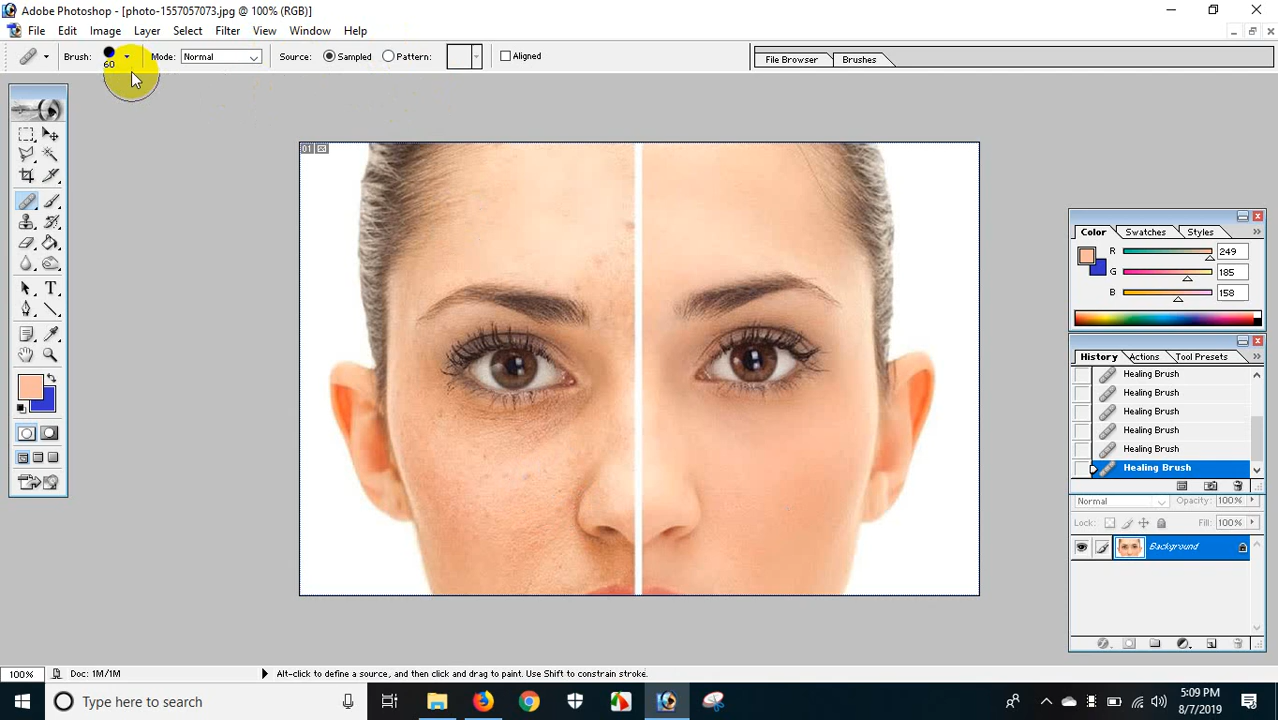 Adobe Photoshop - [photo-1557057073.jpg @ 100% (RGB)]
File Edit Image Layer Select Filter View Window Help
Brush: 60 Mode: Normal Source: Sampled Pattern: Aligned File Browser Brushes
01
Color Swatches Styles
R 249
G 185
B 158
History Actions Tool Presets
Healing Brush
Healing Brush
Healing Brush
Healing Brush
Healing Brush
Healing Brush
Normal Opacity: 100%
Lock: Fill: 100%
Background
100% Doc: 1M/1M Alt-click to define a source, and then click and drag to paint. Use Shift to constrain stroke.
Type here to search
5:09 PM
8/7/2019